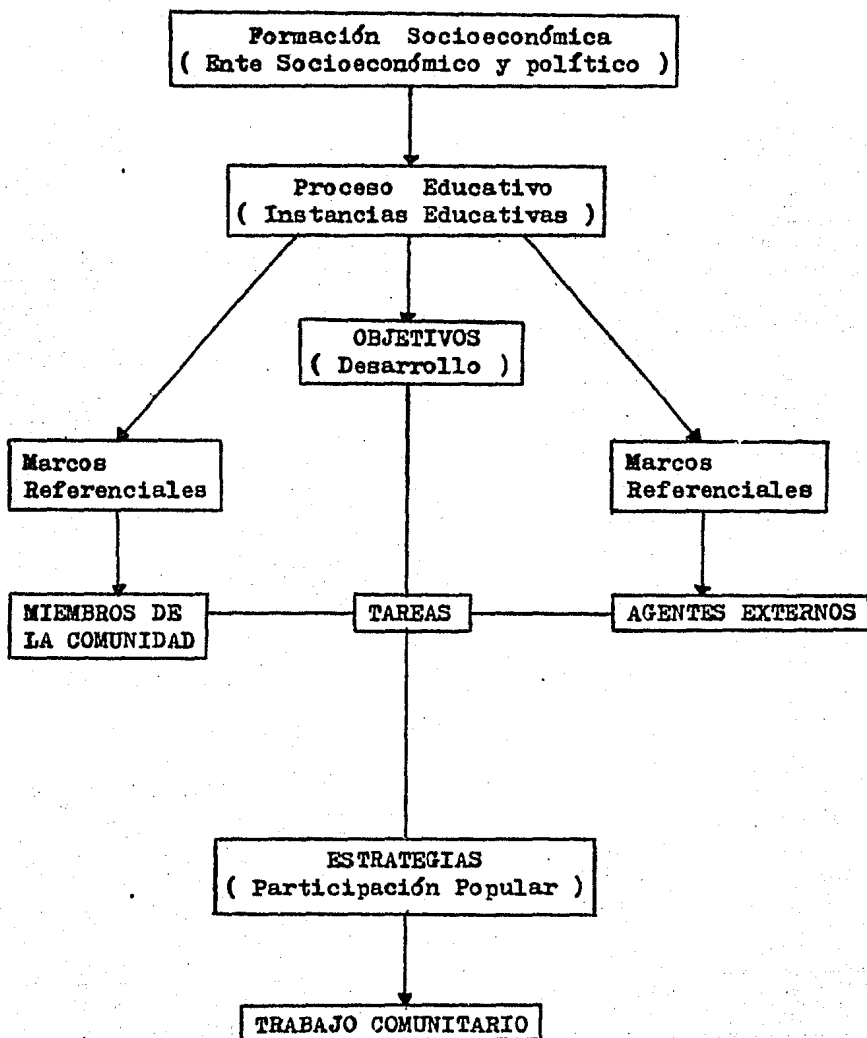 Formación Socioeconómica
( Ente Socioeconómico y político )
Proceso Educativo
( Instancias Educativas )
OBJETIVOS
( Desarrollo )
Marcos
Referenciales
Marcos
Referenciales
MIEMBROS DE
LA COMUNIDAD
TAREAS
AGENTES EXTERNOS
ESTRATEGIAS
( Participación Popular )
TRABAJO COMUNITARIO